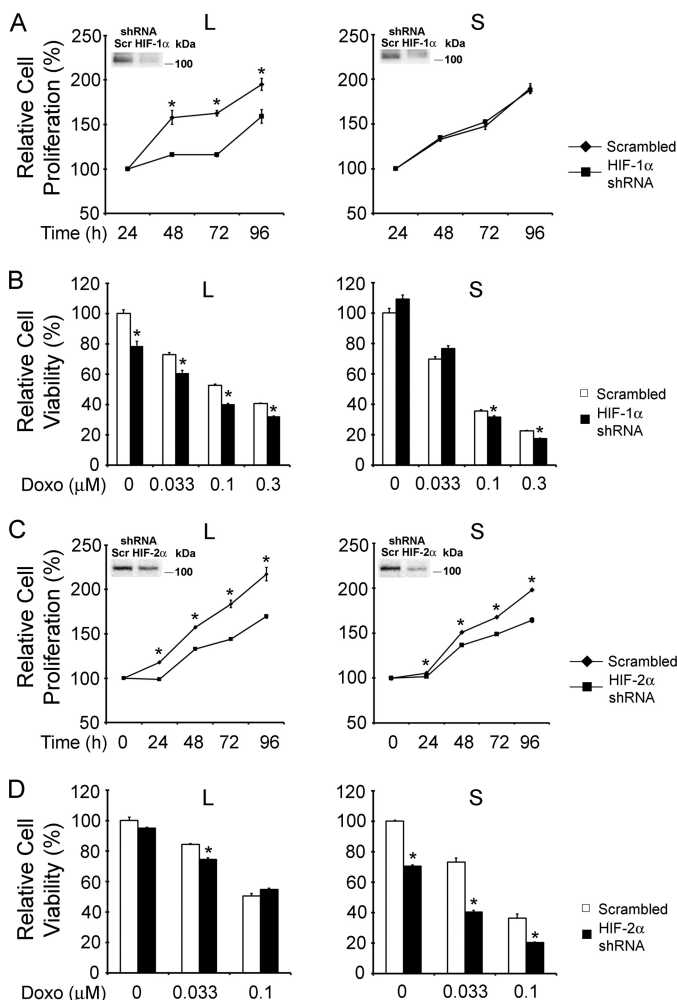 A
L
S
shRNA
Scr HIF-1α kDa
100
shRNA
Scr HIF-1α kDa
100
Relative Cell
Proliferation (%)
250
200
150
100
50
250
200
150
100
50
*
*
*
Scrambled
HIF-1α
shRNA
Time (h) 24 48 72 96
24 48 72 96
B
L
S
Relative Cell
Viability (%)
120
100
80
60
40
20
0
120
100
80
60
40
20
0
*
*
*
*
*
*
Scrambled
HIF-1α
shRNA
Doxo (µM) 0 0.033 0.1 0.3
0 0.033 0.1 0.3
C
L
S
shRNA
Scr HIF-2α kDa
100
shRNA
Scr HIF-2α kDa
100
Relative Cell
Proliferation (%)
250
200
150
100
50
250
200
150
100
50
*
*
*
*
*
*
*
*
Scrambled
HIF-2α
shRNA
Time (h) 0 24 48 72 96
0 24 48 72 96
D
L
S
Relative Cell
Viability (%)
120
100
80
60
40
20
0
120
100
80
60
40
20
0
*
*
*
*
Scrambled
HIF-2α
shRNA
Doxo (µM) 0 0.033 0.1
0 0.033 0.1